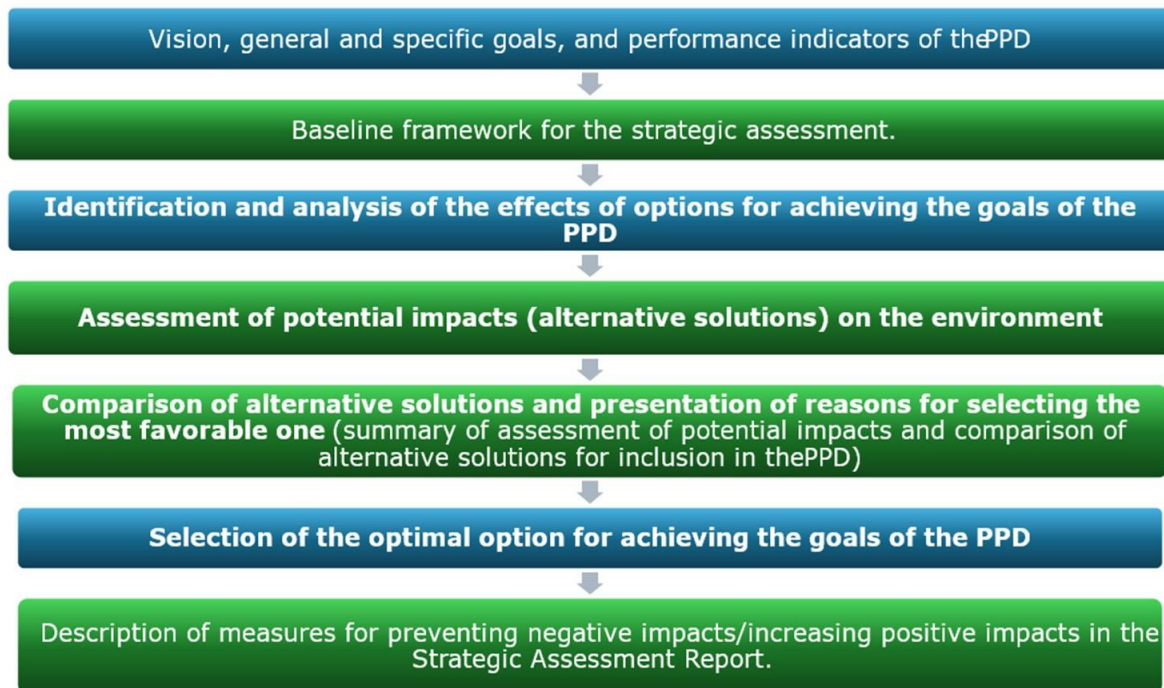 Vision, general and specific goals, and performance indicators of thePPD
Baseline framework for the strategic assessment.
Identification and analysis of the effects of options for achieving the goals of the
PPD
Assessment of potential impacts (alternative solutions) on the environment
Comparison of alternative solutions and presentation of reasons for selecting the
most favorable one (summary of assessment of potential impacts and comparison of
alternative solutions for inclusion in thePPD)
Selection of the optimal option for achieving the goals of the PPD
Description of measures for preventing negative impacts/increasing positive impacts in the
Strategic Assessment Report.